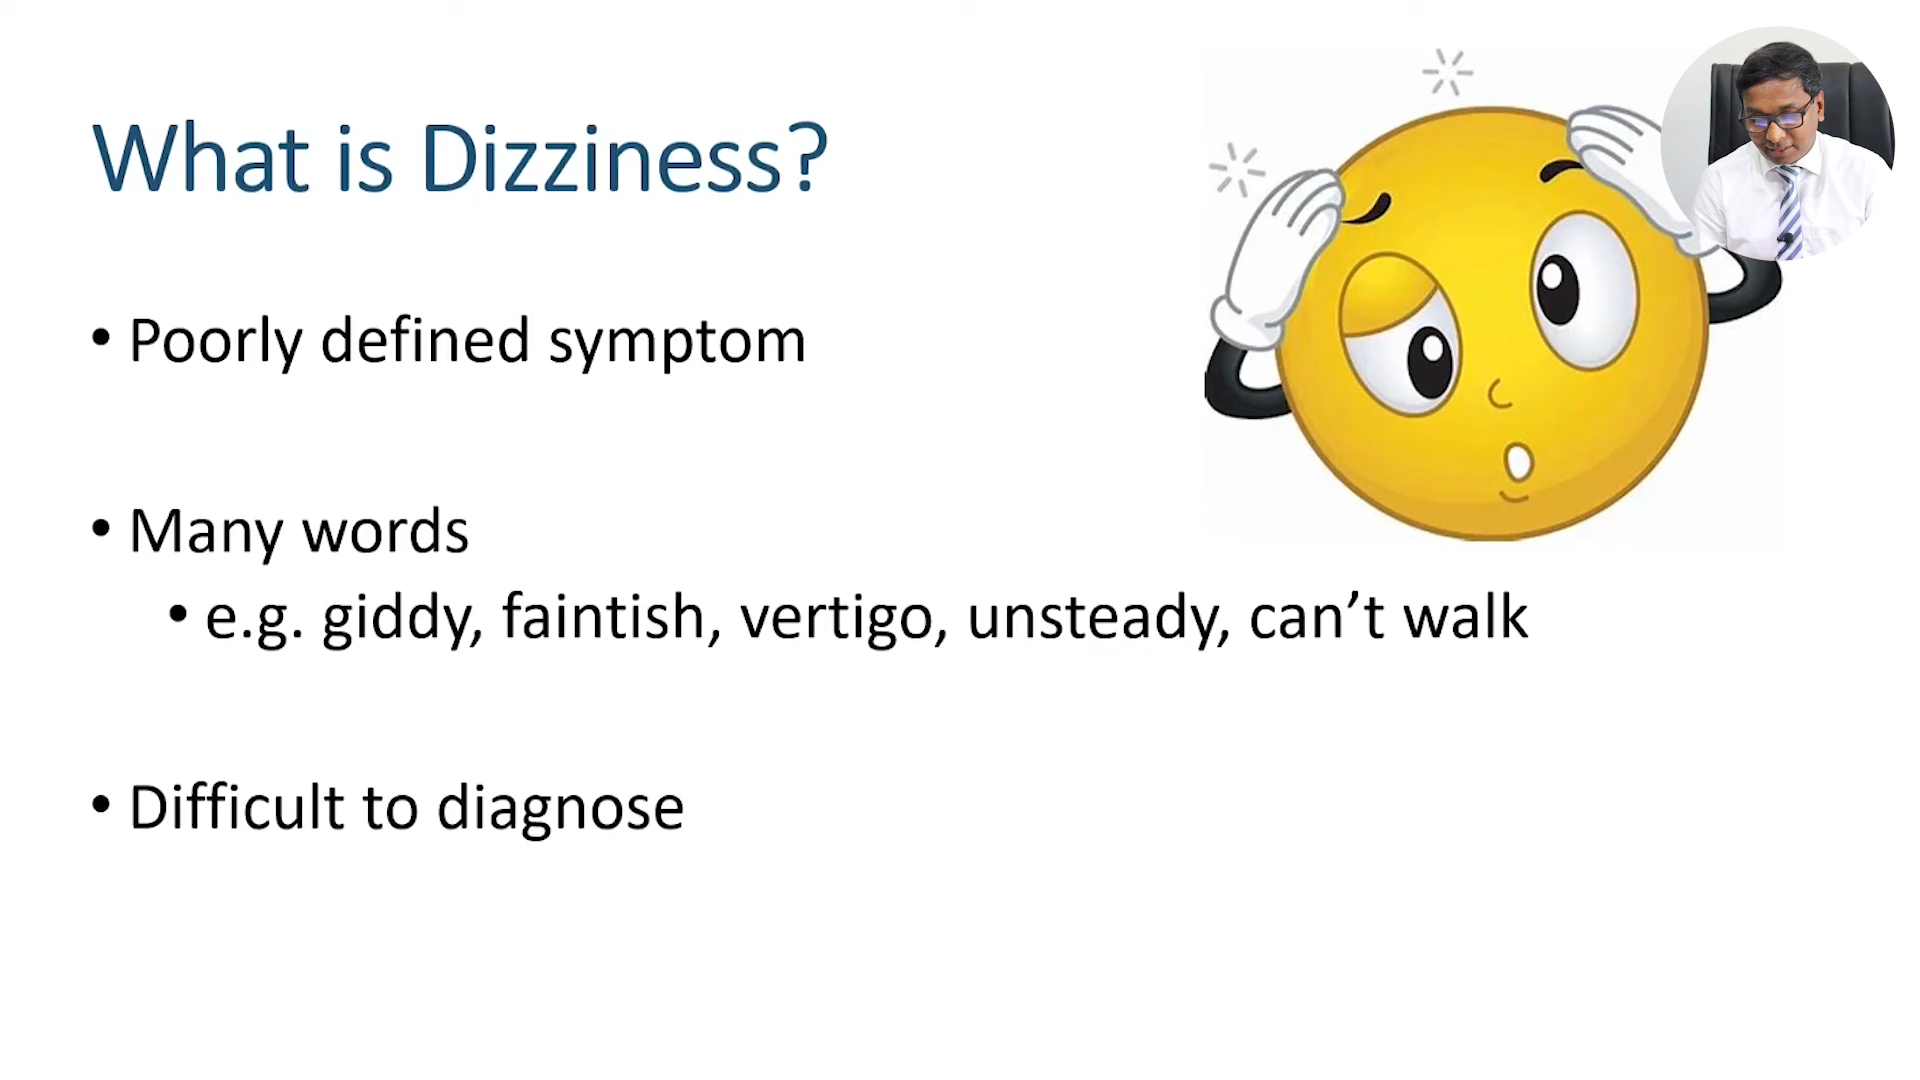 What is Dizziness?
• Poorly defined symptom
• Many words
• e.g. giddy, faintish, vertigo, unsteady, can’t walk
• Difficult to diagnose